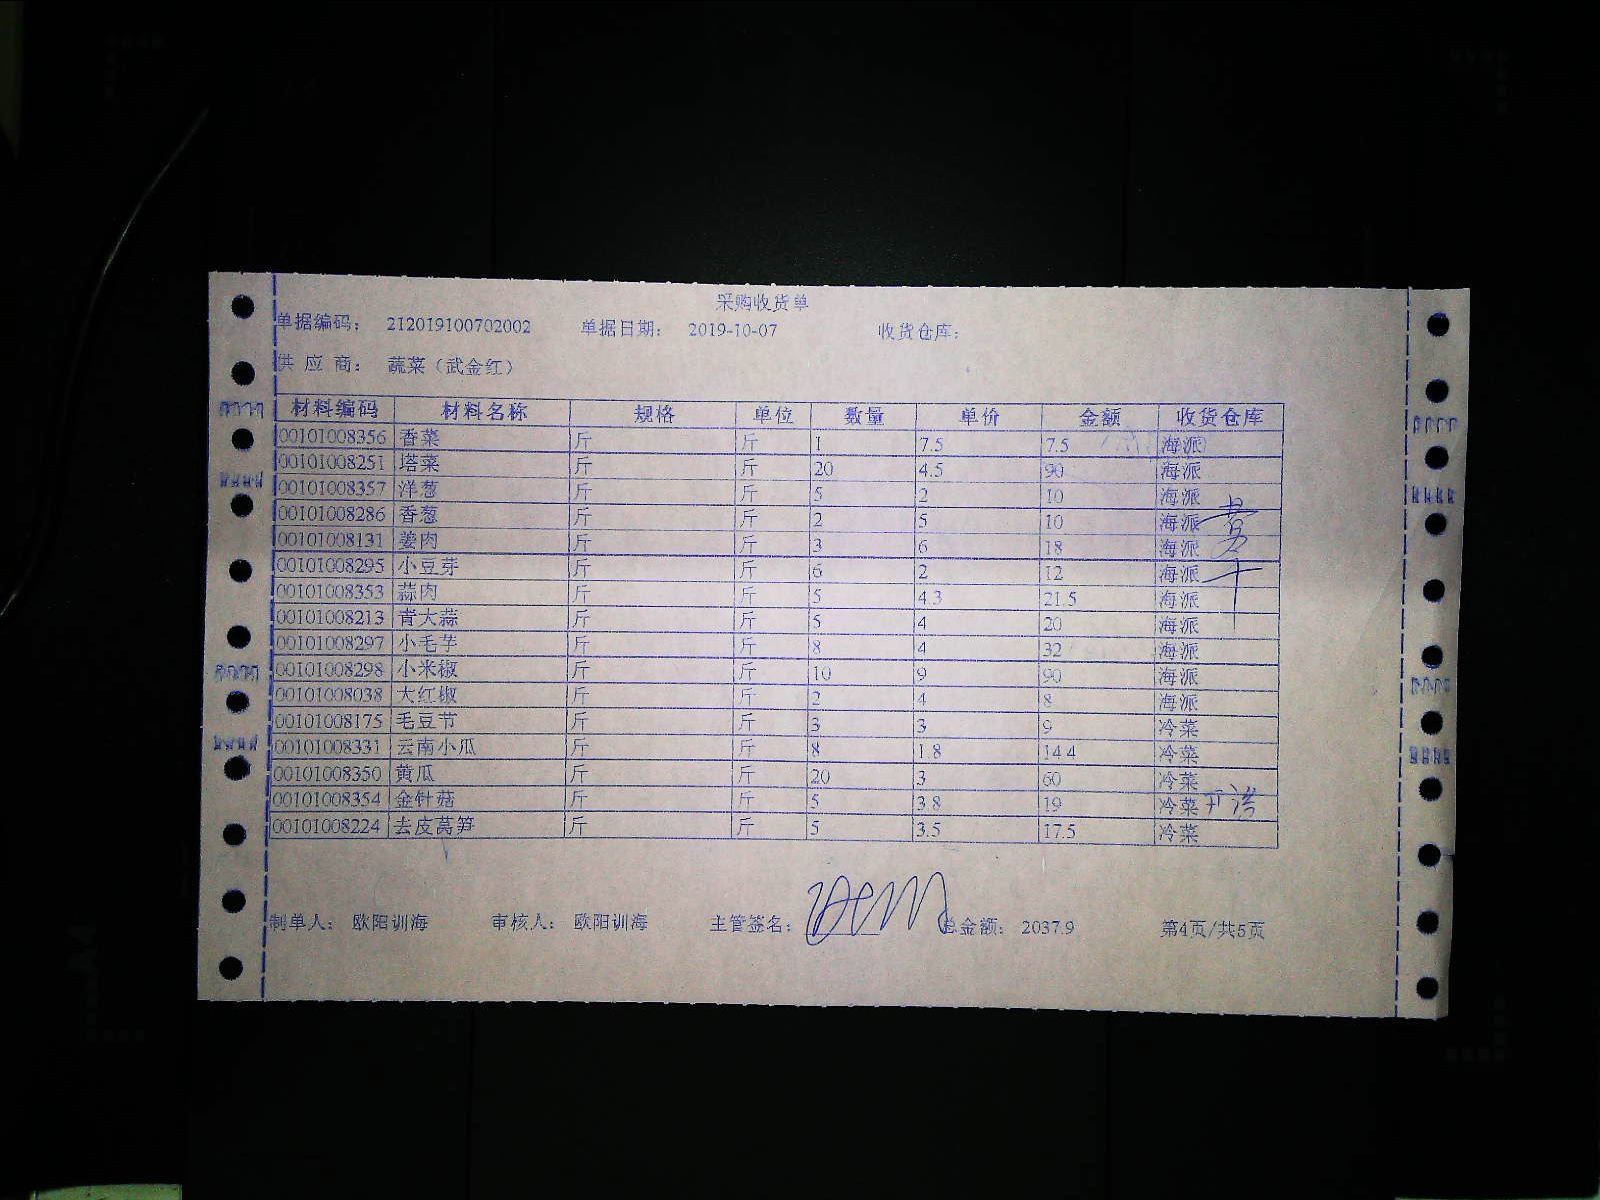 采购收货单
单据编码： 212019100702002 单据日期： 2019-10-07 收货仓库：
供 应 商： 蔬菜（武金红）
材料编码 材料名称 规格 单位 数量 单价 金额 收货仓库
00101008356 香菜 斤 斤 1 7.5 7.5 海派
00101008251 塔菜 斤 斤 20 4.5 90 海派
00101008357 洋葱 斤 斤 5 2 10 海派
00101008286 香葱 斤 斤 2 5 10 海派
00101008131 姜肉 斤 斤 3 6 18 海派
00101008295 小豆芽 斤 斤 6 2 12 海派
00101008353 蒜肉 斤 斤 5 4.3 21.5 海派
00101008213 青大蒜 斤 斤 5 4 20 海派
00101008297 小毛芋 斤 斤 8 4 32 海派
00101008298 小米椒 斤 斤 10 9 90 海派
00101008038 大红椒 斤 斤 2 4 8 海派
00101008175 毛豆节 斤 斤 3 3 9 冷菜
00101008331 云南小瓜 斤 斤 8 1.8 14.4 冷菜
00101008350 黄瓜 斤 斤 20 3 60 冷菜
00101008354 金针菇 斤 斤 5 3.8 19 冷菜
00101008224 去皮莴笋 斤 斤 5 3.5 17.5 冷菜
制单人： 欧阳训海 审核人： 欧阳训海 主管签名： 总金额： 2037.9 第4页/共5页